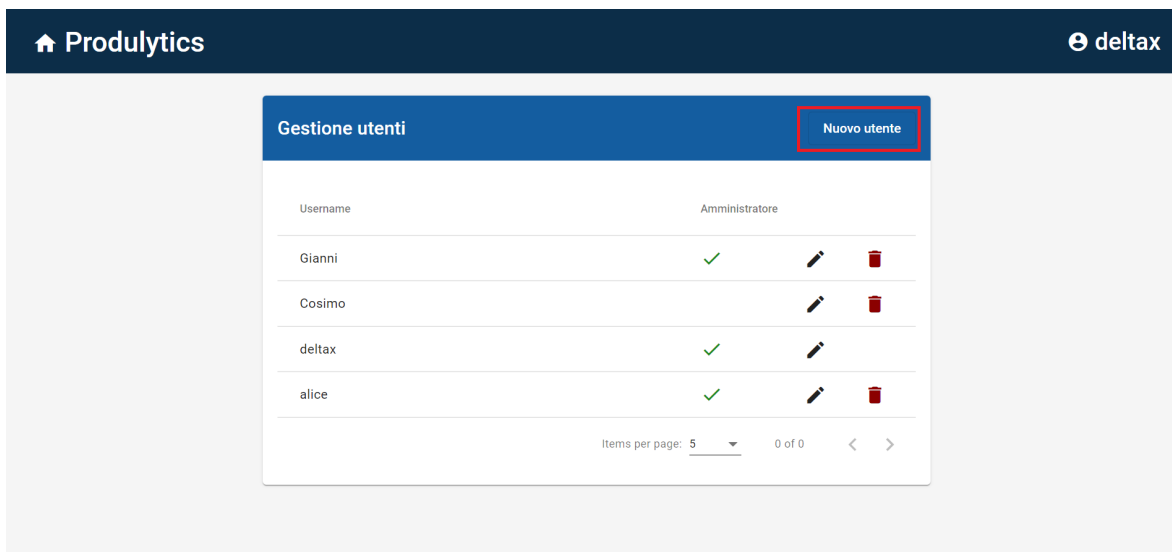 Produlytics deltax
Gestione utenti Nuovo utente
Username Amministratore
Gianni
Cosimo
deltax
alice
Items per page: 5 0 of 0